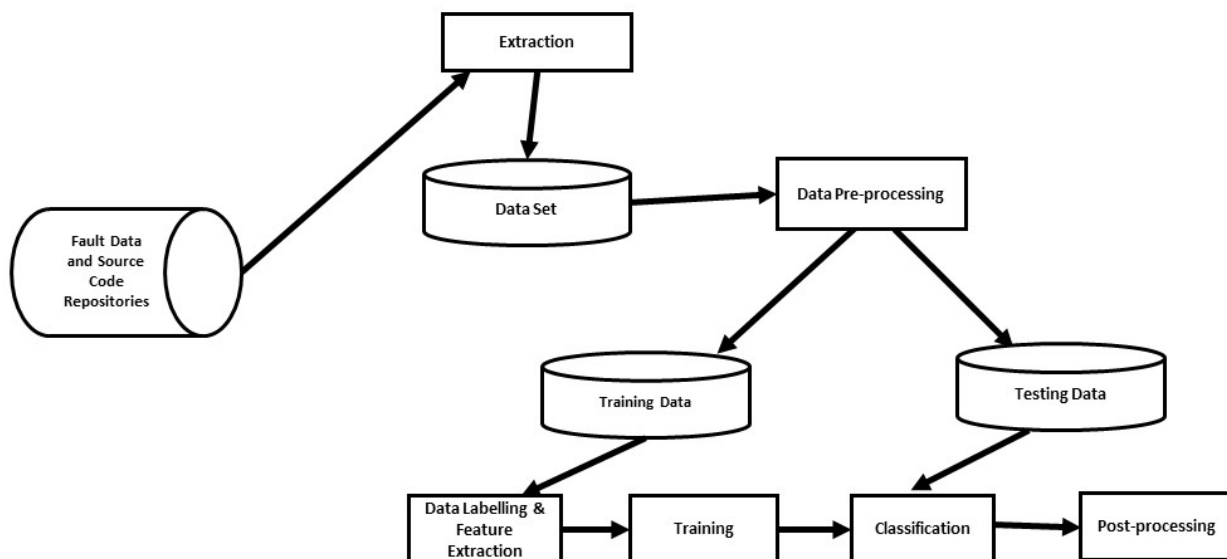 Extraction
Data Set
Data Pre-processing
Fault Data
and Source
Code
Repositories
Training Data
Testing Data
Data Labelling &
Feature
Extraction
Training
Classification
Post-processing